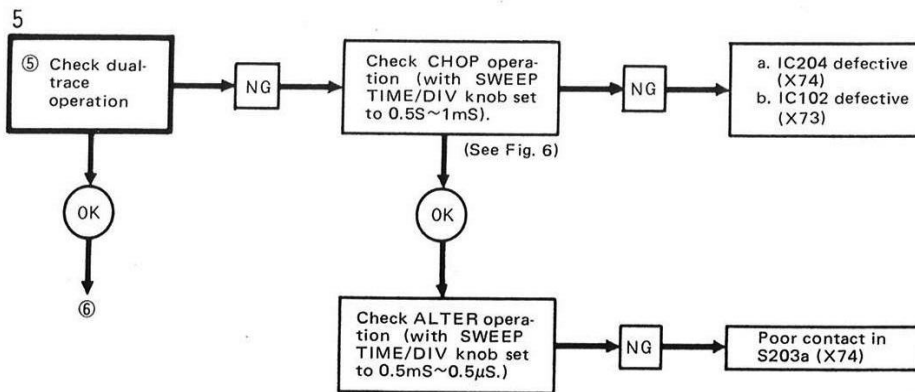 5
⑤ Check dual-
trace
operation
NG
Check CHOP opera-
tion (with SWEEP
TIME/DIV knob set
to 0.5S~1mS).
NG
a. IC204 defective
(X74)
b. IC102 defective
(X73)
(See Fig. 6)
OK
OK
⑥
Check ALTER opera-
tion (with SWEEP
TIME/DIV knob set
to 0.5mS~0.5μS.)
NG
Poor contact in
S203a (X74)